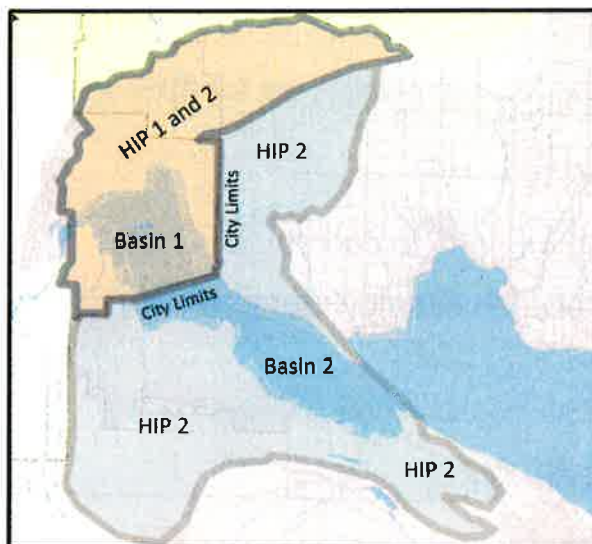 HIP 1 and 2
HIP 2
City Limits
Basin 1
City Limits
Basin 2
HIP 2
HIP 2